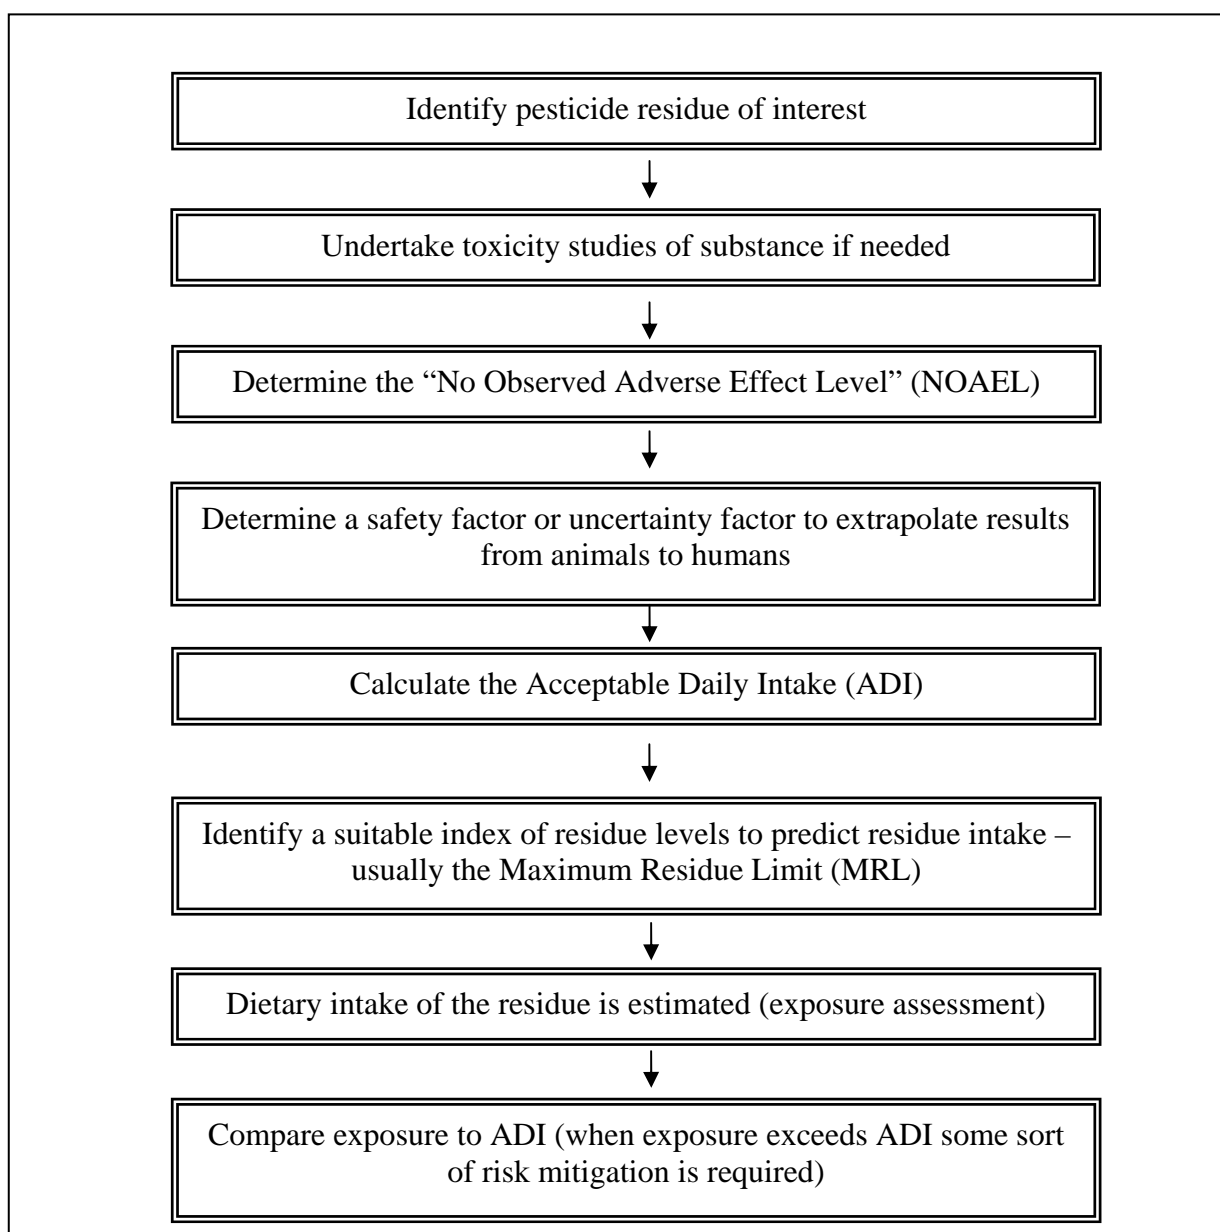 Identify pesticide residue of interest
Undertake toxicity studies of substance if needed
Determine the “No Observed Adverse Effect Level” (NOAEL)
Determine a safety factor or uncertainty factor to extrapolate results
from animals to humans
Calculate the Acceptable Daily Intake (ADI)
Identify a suitable index of residue levels to predict residue intake –
usually the Maximum Residue Limit (MRL)
Dietary intake of the residue is estimated (exposure assessment)
Compare exposure to ADI (when exposure exceeds ADI some sort
of risk mitigation is required)